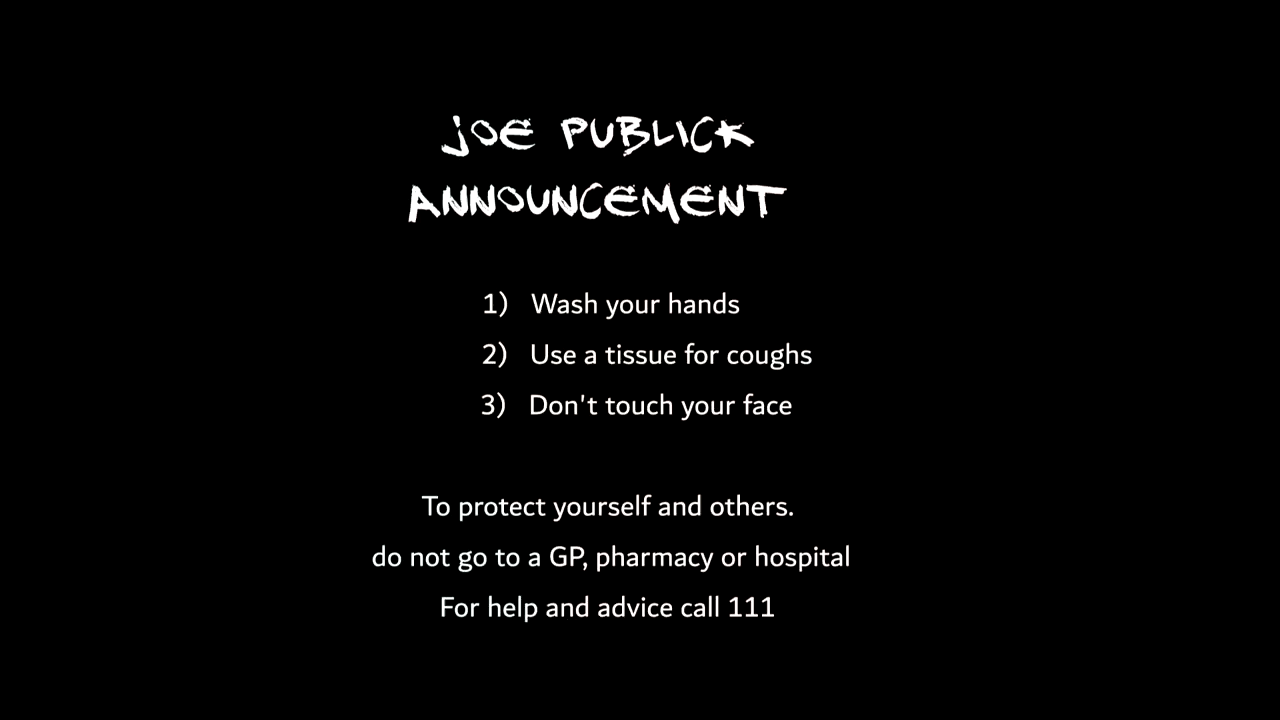 JOE PUBLICK
ANNOUNCEMENT
1) Wash your hands
2) Use a tissue for coughs
3) Don't touch your face
To protect yourself and others.
do not go to a GP, pharmacy or hospital
For help and advice call 111